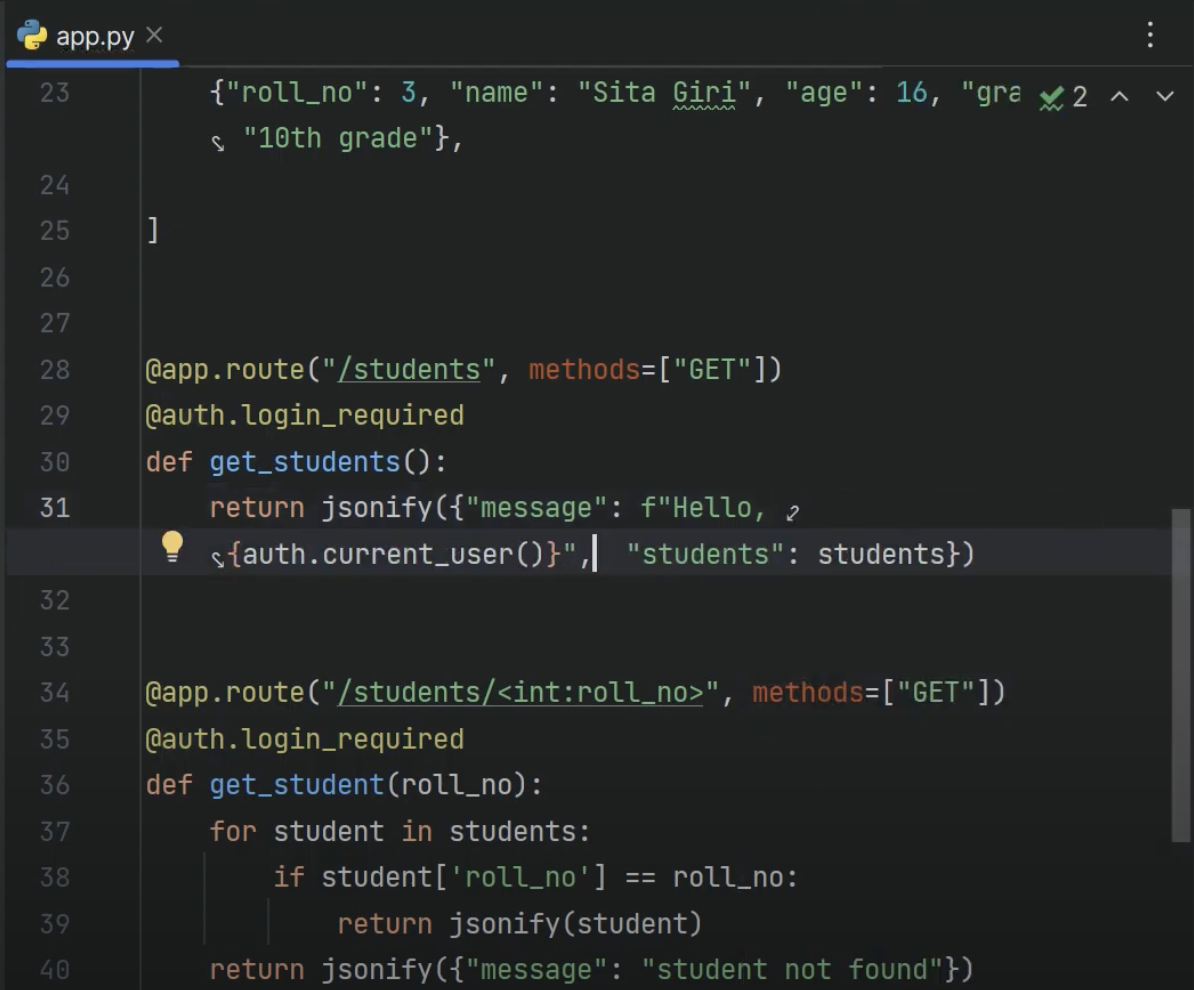 app.py
23 {"roll_no": 3, "name": "Sita Giri", "age": 16, "gra 2
"10th grade"},
24
25 ]
26
27
28 @app.route("/students", methods=["GET"])
29 @auth.login_required
30 def get_students():
31 return jsonify({"message": f"Hello,
{auth.current_user()}", "students": students})
32
33
34 @app.route("/students/<int:roll_no>", methods=["GET"])
35 @auth.login_required
36 def get_student(roll_no):
37 for student in students:
38 if student['roll_no'] == roll_no:
39 return jsonify(student)
40 return jsonify({"message": "student not found"})